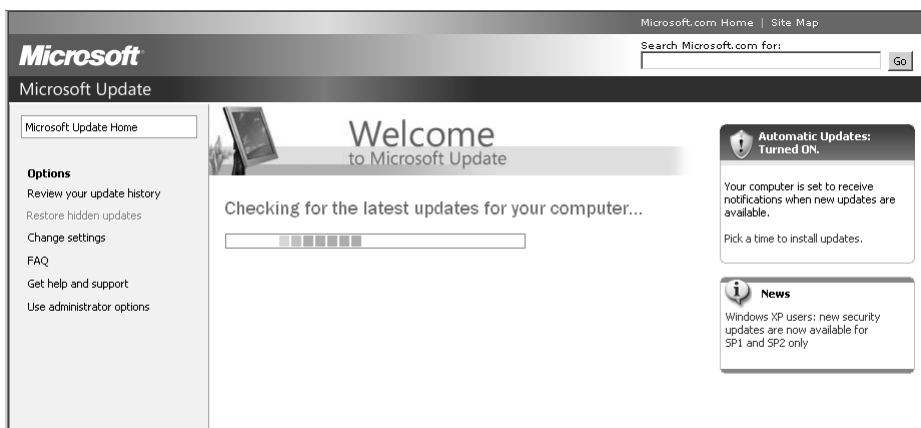 Microsoft.com Home | Site Map
Microsoft
Search Microsoft.com for:
Go
Microsoft Update
Microsoft Update Home
Options
Review your update history
Restore hidden updates
Change settings
FAQ
Get help and support
Use administrator options
Welcome
to Microsoft Update
Checking for the latest updates for your computer...
Automatic Updates:
Turned ON.
Your computer is set to receive
notifications when new updates are
available.
Pick a time to install updates.
News
Windows XP users: new security
updates are now available for
SP1 and SP2 only